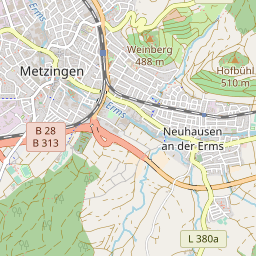 Erms
Weinberg
488 m
Metzingen
Hofbühl
510 m
Erms
B 28
B 313
Neuhausen
an der Erms
L 380a